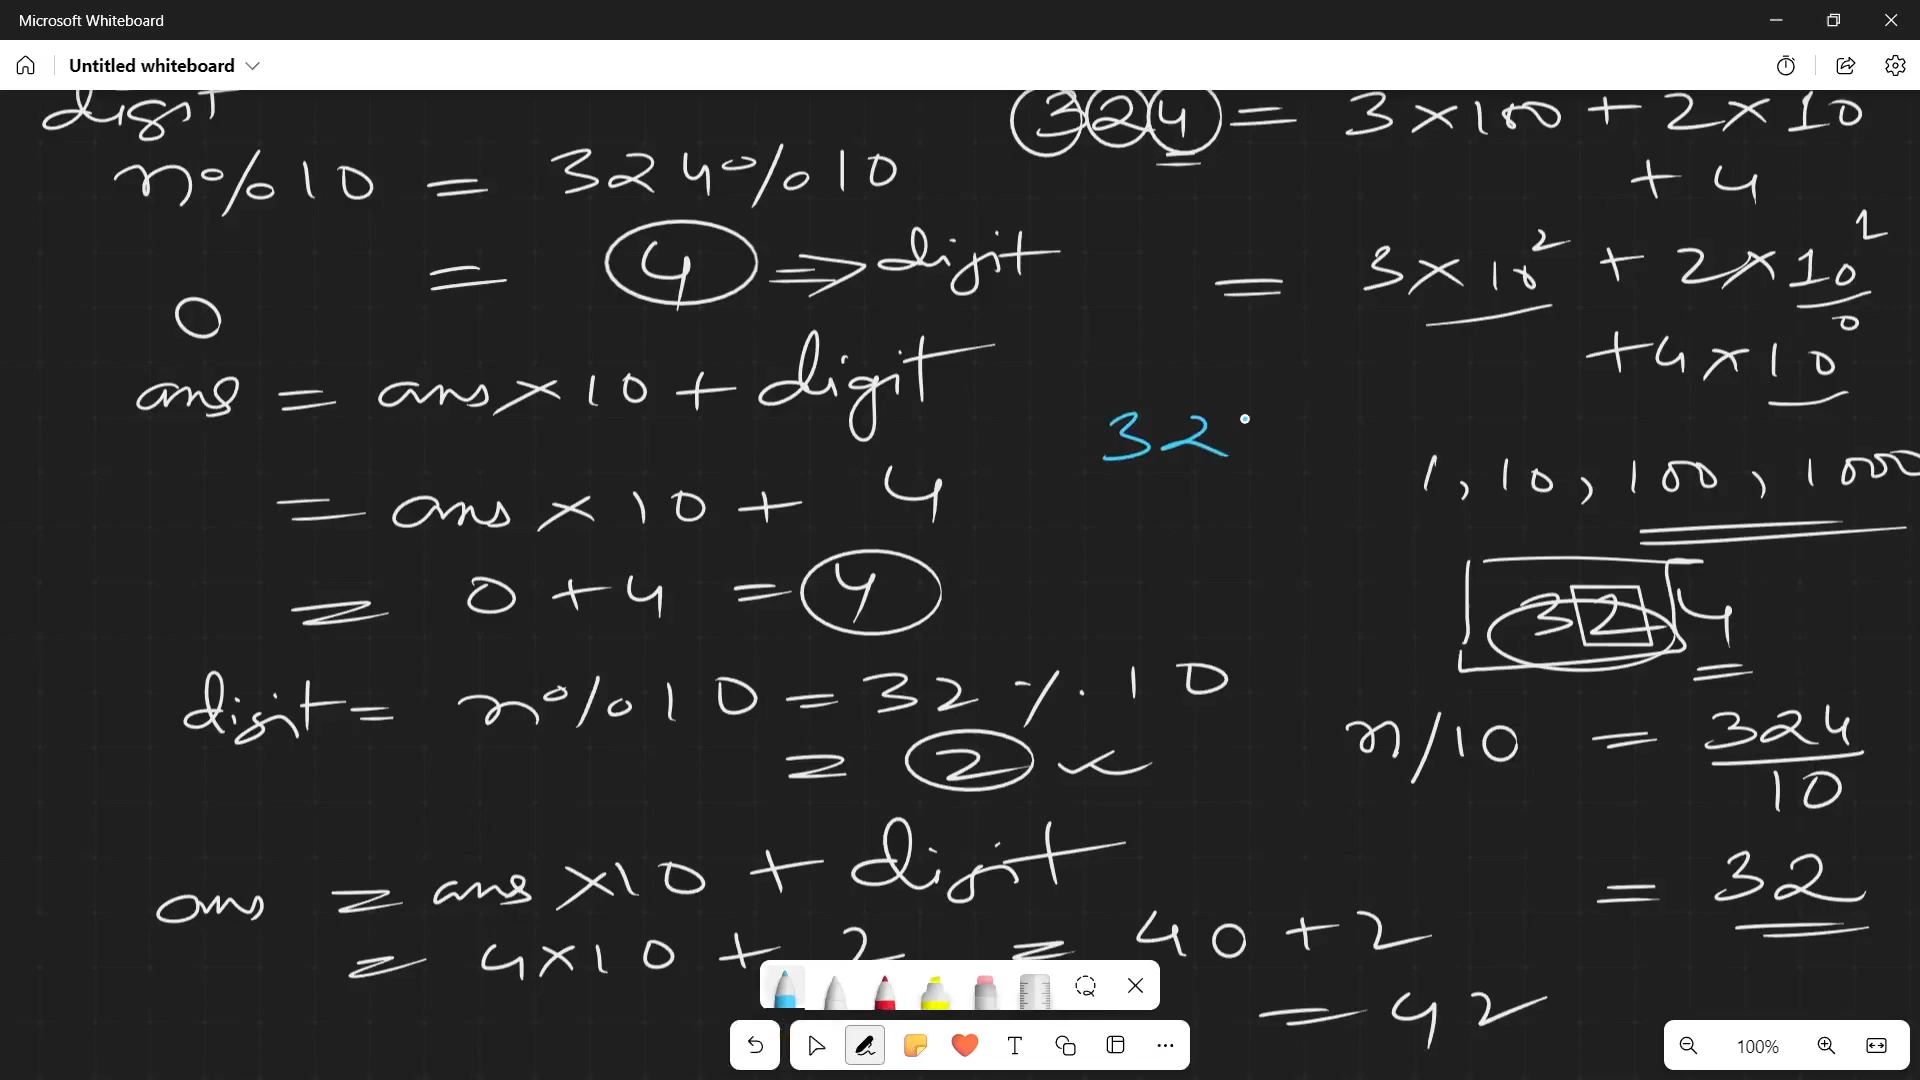 Microsoft Whiteboard
Untitled whiteboard
digit
n%10 = 324%10
= 4 => digit
0
ans = ans×10 + digit
= ans × 10 + 4
= 0 + 4 = 4
digit = n%10 = 32 % 10
= 2
ans = ans×10 + digit
= 4×10 + 2 = 40 + 2
= 42
324 = 3×100 + 2×10
+ 4
= 3×10² + 2×10¹
+4×10⁰
32
1, 10, 100, 1000
324
n/10 = 324/10
= 32
100%